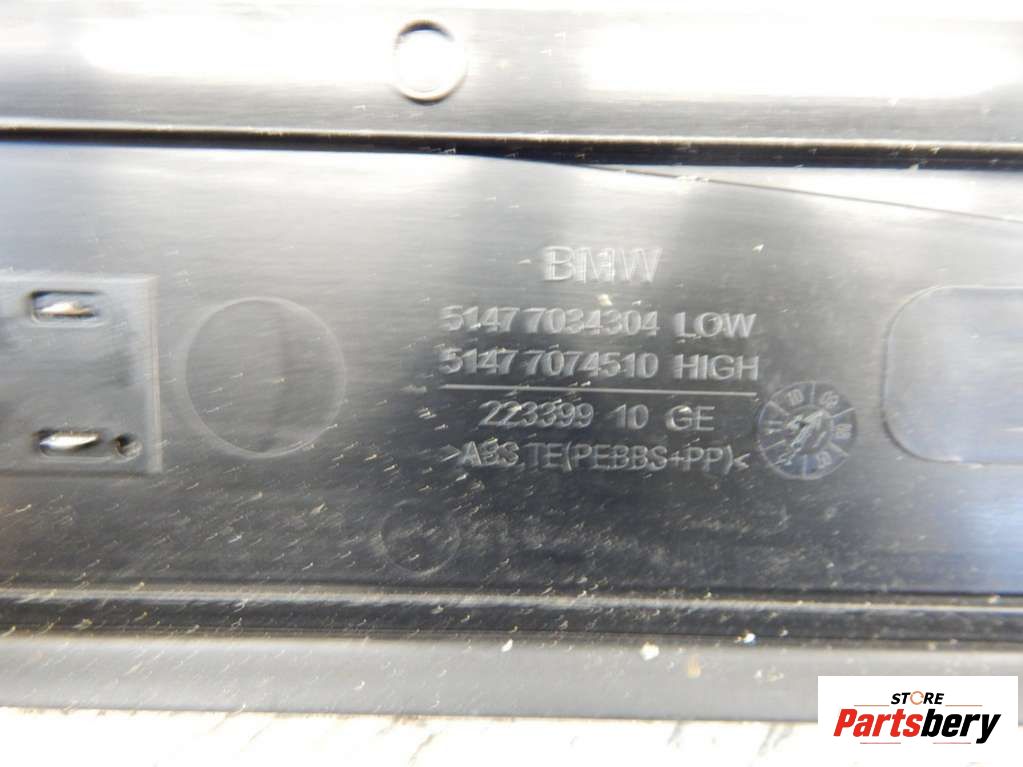 BMW
5147 7034304 LOW
5147 7074510 HIGH
223399 10 GE
>ABS,TE(PEBBS+PP)<
STORE
Partsbery